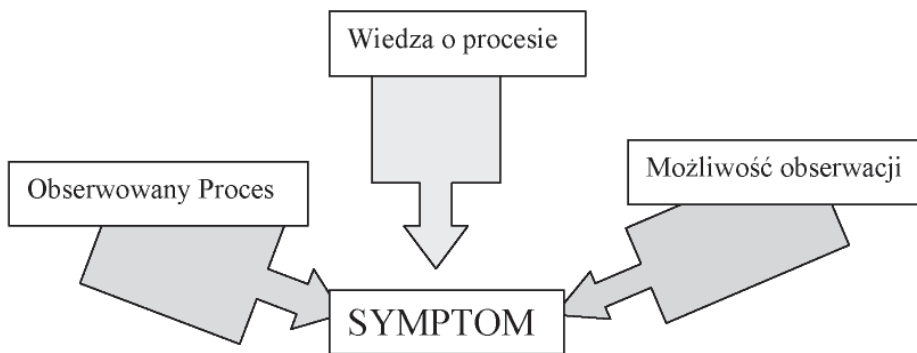 Wiedza o procesie
Obserwowany Proces
Możliwość obserwacji
SYMPTOM